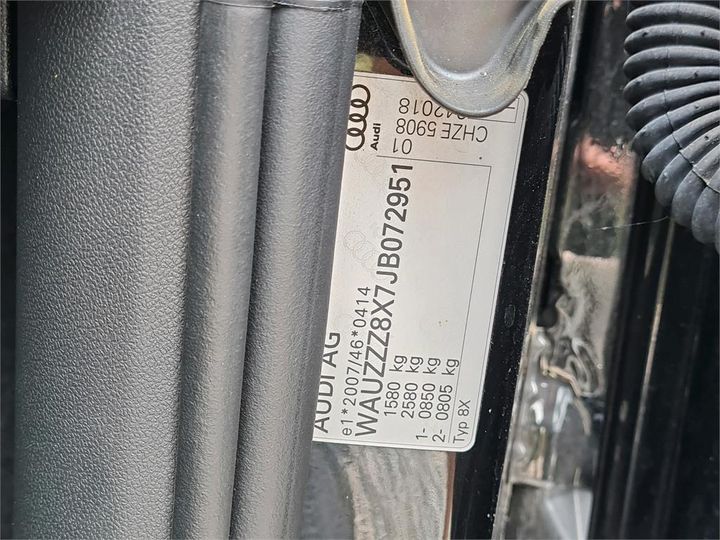 AUDI AG
e1*2007/46*0414
WAUZZZ8X7JB072951
1580 kg
2580 kg
1- 0850 kg
2- 0805 kg
Typ 8X
Audi
01
CHZE 5908